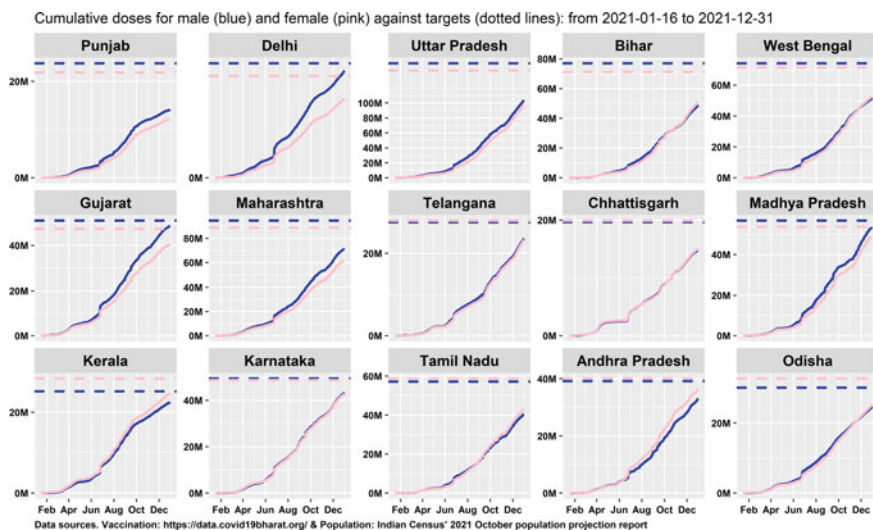 Cumulative doses for male (blue) and female (pink) against targets (dotted lines): from 2021-01-16 to 2021-12-31
Punjab Delhi Uttar Pradesh Bihar West Bengal
20M
0M
20M
0M
100M
80M
60M
40M
20M
0M
80M
60M
40M
20M
0M
60M
40M
20M
0M
Gujarat Maharashtra Telangana Chhattisgarh Madhya Pradesh
40M
20M
0M
80M
60M
40M
20M
0M
20M
0M
20M
10M
0M
40M
20M
0M
Kerala Karnataka Tamil Nadu Andhra Pradesh Odisha
20M
0M
40M
20M
0M
60M
40M
20M
0M
40M
30M
20M
10M
0M
20M
0M
Feb Apr Jun Aug Oct Dec Feb Apr Jun Aug Oct Dec Feb Apr Jun Aug Oct Dec Feb Apr Jun Aug Oct Dec Feb Apr Jun Aug Oct Dec
Data sources. Vaccination: https://data.covid19bharat.org/ & Population: Indian Census' 2021 October population projection report